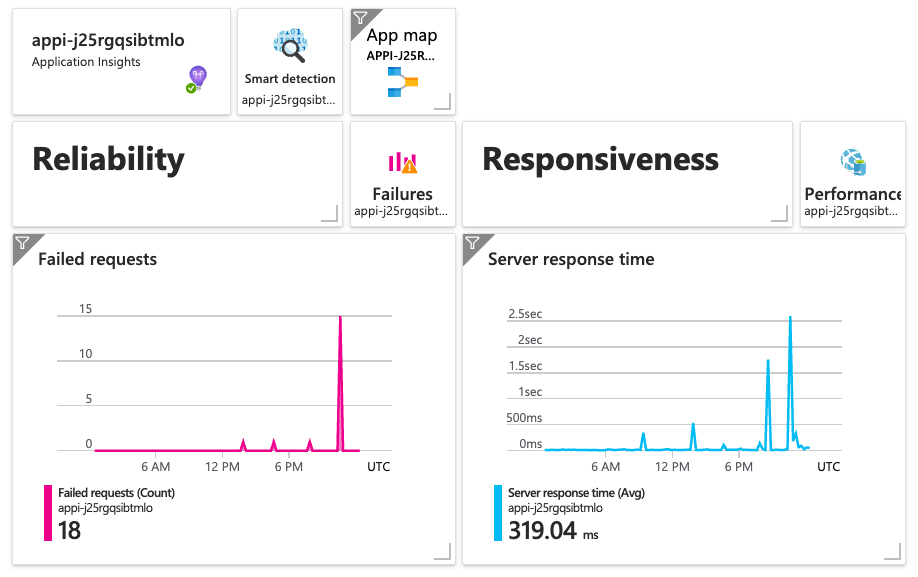 appi-j25rgqsibtmlo
Application Insights
Smart detection
appi-j25rgqsibt...
App map
APPI-J25R...
Reliability
Failures
appi-j25rgqsibt...
Responsiveness
Performance
appi-j25rgqsibt...
Failed requests
15
10
5
0
6 AM
12 PM
6 PM
UTC
Failed requests (Count)
appi-j25rgqsibtmlo
18
Server response time
2.5sec
2sec
1.5sec
1sec
500ms
0ms
6 AM
12 PM
6 PM
UTC
Server response time (Avg)
appi-j25rgqsibtmlo
319.04 ms